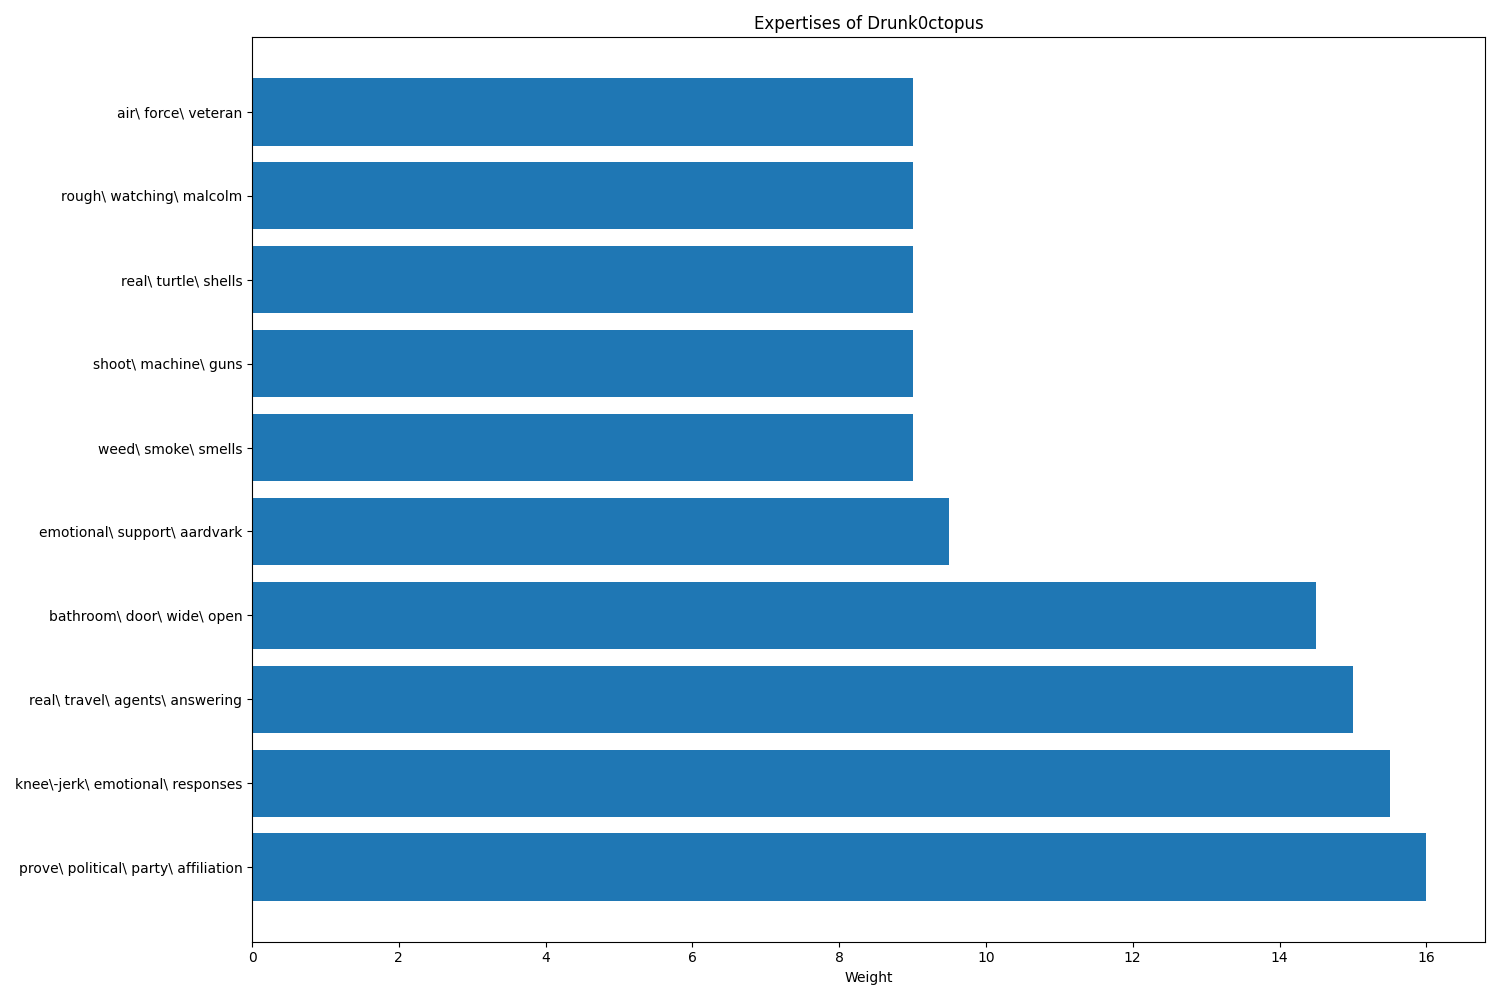 Expertises of Drunk0ctopus
air\ force\ veteran
rough\ watching\ malcolm
real\ turtle\ shells
shoot\ machine\ guns
weed\ smoke\ smells
emotional\ support\ aardvark
bathroom\ door\ wide\ open
real\ travel\ agents\ answering
knee\-jerk\ emotional\ responses
prove\ political\ party\ affiliation
0 2 4 6 8 10 12 14 16
Weight